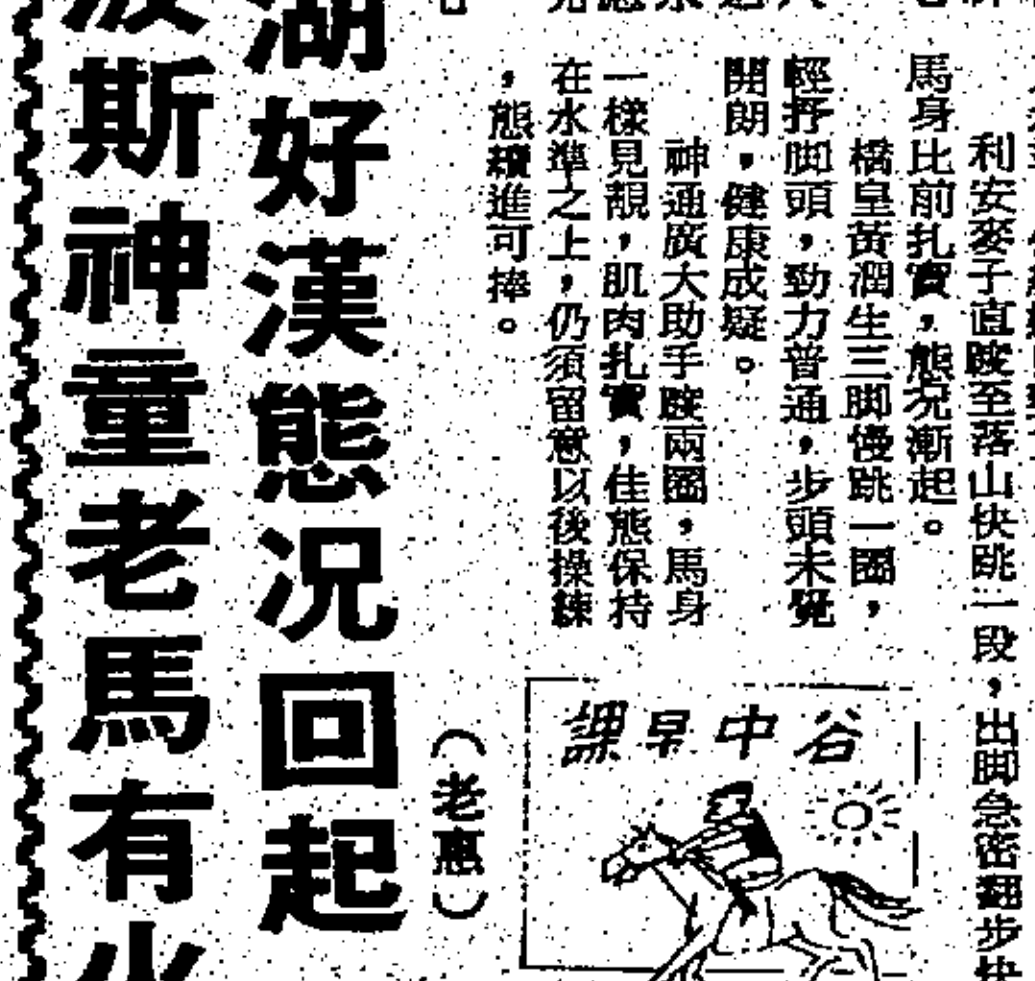 利安麥子直踱至落山快跳一段，出脚急密翻步快
馬身比前扎實，態況漸起。
橋皇黃潤生三脚慢跳一圈，
輕抒脚頭，勁力普通，步頭未覺
開朗，健康成疑。
神通廣大助手踱兩圈，馬身
一樣見靚，肌肉扎實，佳態保持
在水準之上，仍須留意以後操練
，態續進可捧。
谷中早課
（老惠）
湖好漢態況回起
波斯神童老馬有火